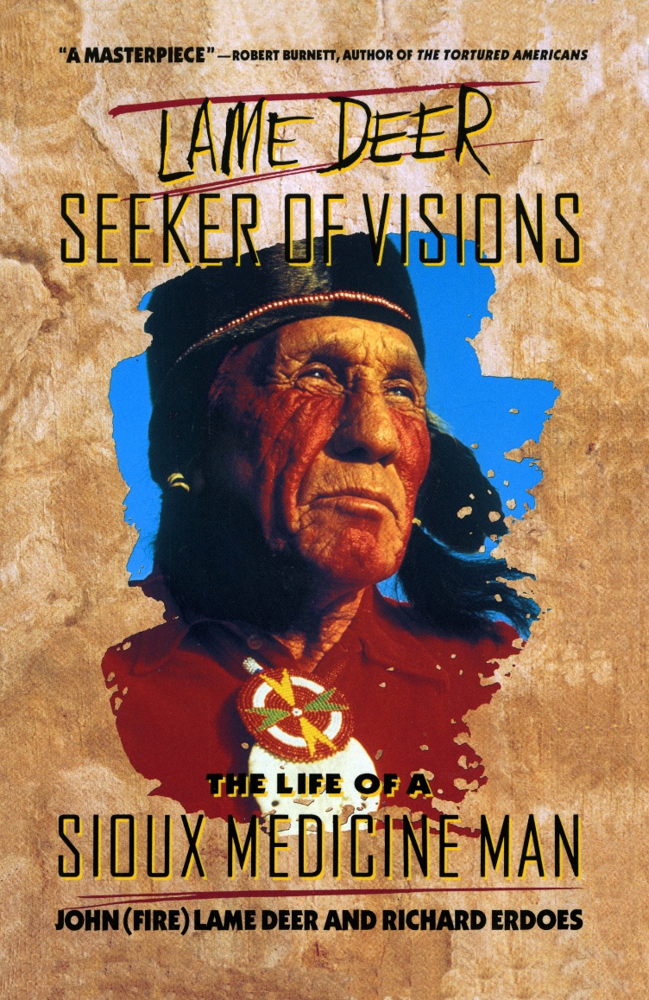 "A MASTERPIECE" —ROBERT BURNETT, AUTHOR OF THE TORTURED AMERICANS
LAME DEER
SEEKER OF VISIONS
THE LIFE OF A
SIOUX MEDICINE MAN
JOHN (FIRE) LAME DEER AND RICHARD ERDOES